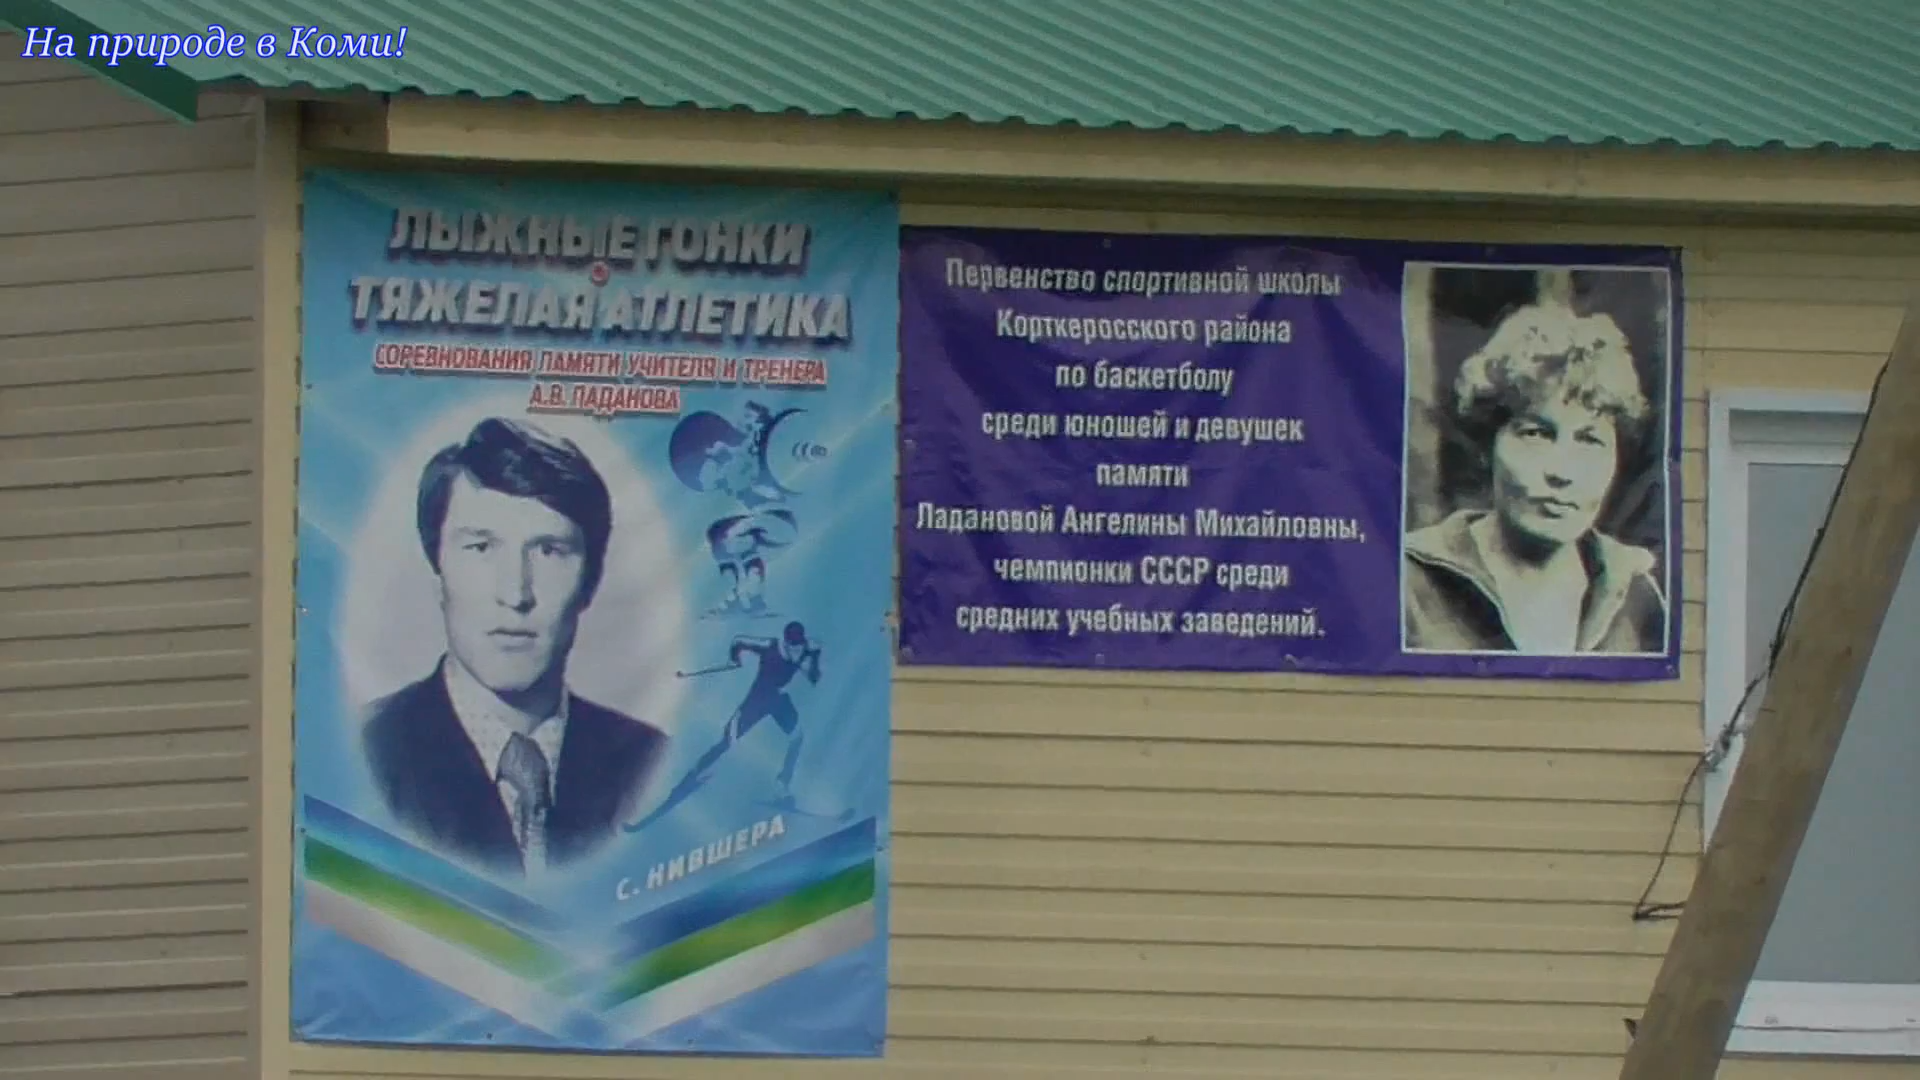 На природе в Коми!
ЛЫЖНЫЕ ГОНКИ
ТЯЖЕЛАЯ АТЛЕТИКА
СОРЕВНОВАНИЯ ПАМЯТИ УЧИТЕЛЯ И ТРЕНЕРА
А.В. ЛАДАНОВА
С. НИВШЕРА
Первенство спортивной школы
Корткеросского района
по баскетболу
среди юношей и девушек
памяти
Ладановой Ангелины Михайловны,
чемпионки СССР среди
средних учебных заведений.